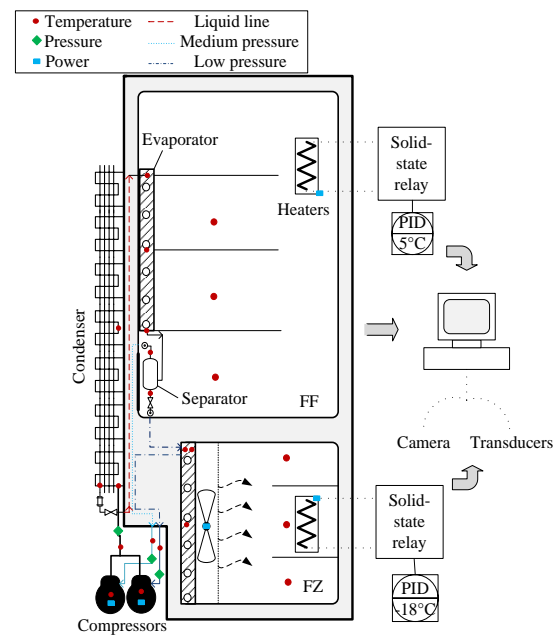 Temperature
Liquid line
Pressure
Medium pressure
Power
Low pressure
Evaporator
Heaters
Solid-
state
relay
PID
5°C
Condenser
Separator
FF
Camera
Transducers
FZ
Solid-
state
relay
PID
-18°C
Compressors